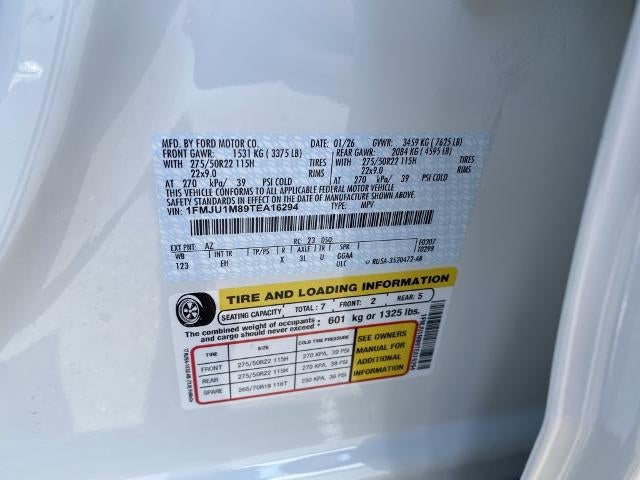 MFD. BY FORD MOTOR CO.
DATE: 01/26 GVWR: 3459 KG ( 7625 LB)
FRONT GAWR: 1531 KG ( 3375 LB) REAR GAWR: 2084 KG ( 4595 LB)
WITH 275/50R22 115H TIRES WITH 275/50R22 115H TIRES
22x9.0 RIMS 22x9.0 RIMS
AT 270 kPa/ 39 PSI COLD AT 270 kPa/ 39 PSI COLD
THIS VEHICLE CONFORMS TO ALL APPLICABLE FEDERAL MOTOR VEHICLE
SAFETY STANDARDS IN EFFECT ON THE DATE OF MANUFACTURE SHOWN ABOVE.
VIN: 1FMJU1M89TEA16294 TYPE: MPV
EXT PNT: AZ RC: 23 DSO:
WB INT TR TP/PS R AXLE TR SPR
123 EH X 3L U GGAA
ULC
F0307
10298
RU5A-3520472-AB
TIRE AND LOADING INFORMATION
SEATING CAPACITY TOTAL : 7 FRONT: 2 REAR: 5
The combined weight of occupants
and cargo should never exceed : 601 kg or 1325 lbs.
TIRE SIZE COLD TIRE PRESSURE
FRONT 275/50R22 115H 270 KPA, 39 PSI
REAR 275/50R22 115H 270 KPA, 39 PSI
SPARE 265/70R18 116T 250 KPA, 36 PSI
SEE OWNERS
MANUAL FOR
ADDITIONAL
INFORMATION